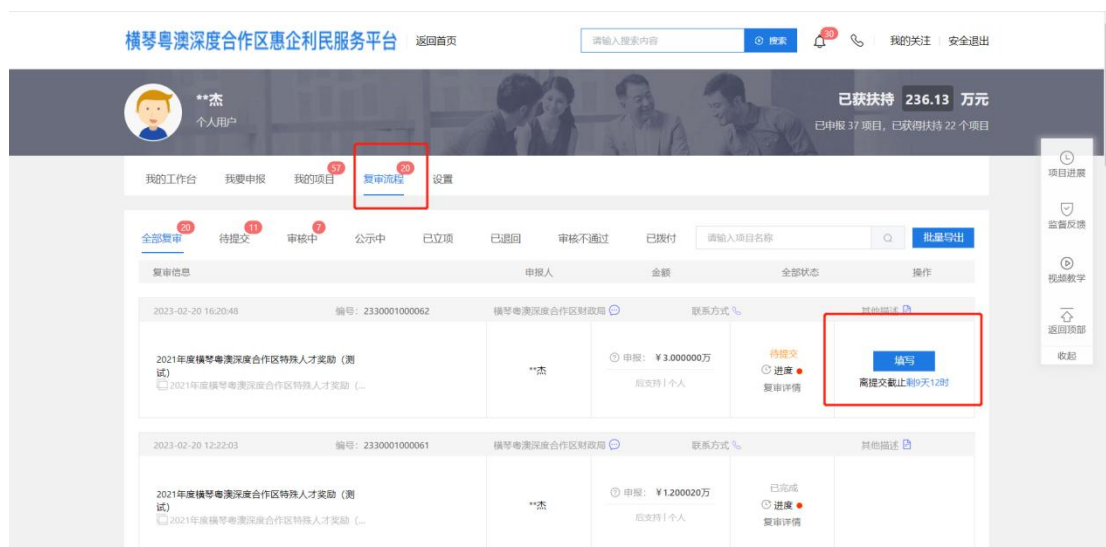 横琴粤澳深度合作区惠企利民服务平台 返回首页 请输入搜索内容 搜索 30 我的关注 安全退出
**杰
个人用户
已获扶持 236.13 万元
已申报 37 项目，已获得扶持 22 个项目
我的工作台 我要申报 我的项目 57 复审流程 20 设置
全部复审 20 待提交 11 审核中 7 公示中 已立项 已退回 审核不通过 已拨付 请输入项目名称 批量导出
复审信息 申报人 金额 全部状态 操作
2023-02-20 16:20:48 编号：2330001000062 横琴粤澳深度合作区财政局 联系方式 其他描述
2021年度横琴粤澳深度合作区特殊人才奖励（测
试）
2021年度横琴粤澳深度合作区特殊人才奖励（...
**杰
申报： ￥3.000000万
后支持 | 个人
待提交
进度
复审详情
填写
离提交截止剩9天12时
2023-02-20 12:22:03 编号：2330001000061 横琴粤澳深度合作区财政局 联系方式 其他描述
2021年度横琴粤澳深度合作区特殊人才奖励（测
试）
2021年度横琴粤澳深度合作区特殊人才奖励（...
**杰
申报： ￥1.200020万
后支持 | 个人
已完成
进度
复审详情
项目进展
监督反馈
视频教学
返回顶部
收起